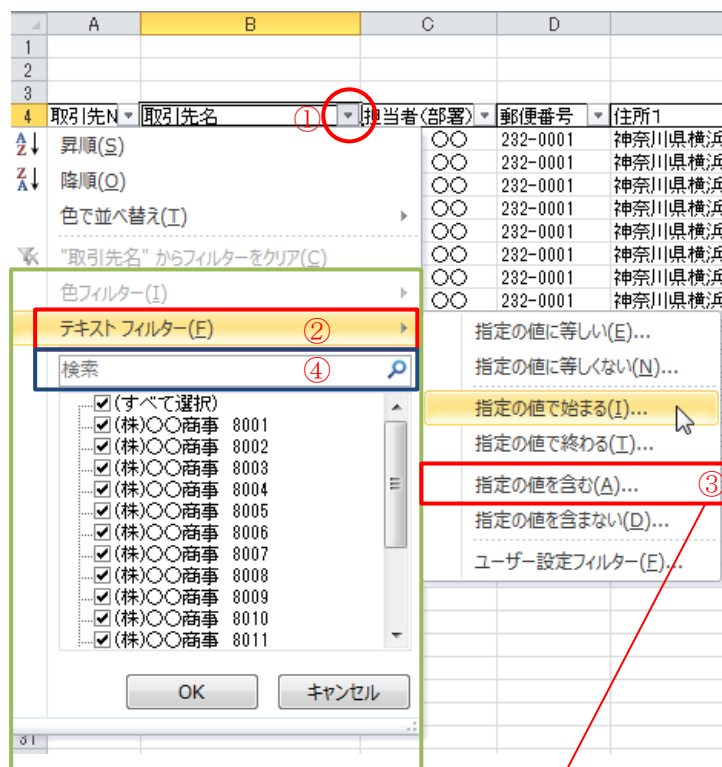 A B C D
1
2
3
4 取引先N 取引先名 ① 担当者(部署) 郵便番号 住所1
昇順(S) 〇〇 232-0001 神奈川県横浜
〇〇 232-0001 神奈川県横浜
降順(O) 〇〇 232-0001 神奈川県横浜
〇〇 232-0001 神奈川県横浜
色で並べ替え(T) 〇〇 232-0001 神奈川県横浜
"取引先名" からフィルターをクリア(C) 〇〇 232-0001 神奈川県横浜
〇〇 232-0001 神奈川県横浜
色フィルター(I) 〇〇 232-0001 神奈川県横浜
テキスト フィルター(F) ②
検索 ④
(すべて選択)
(株)〇〇商事 8001
(株)〇〇商事 8002
(株)〇〇商事 8003
(株)〇〇商事 8004
(株)〇〇商事 8005
(株)〇〇商事 8006
(株)〇〇商事 8007
(株)〇〇商事 8008
(株)〇〇商事 8009
(株)〇〇商事 8010
(株)〇〇商事 8011
OK キャンセル
指定の値に等しい(E)...
指定の値に等しくない(N)...
指定の値で始まる(I)...
指定の値で終わる(T)...
指定の値を含む(A)... ③
指定の値を含まない(D)...
ユーザー設定フィルター(F)...
31